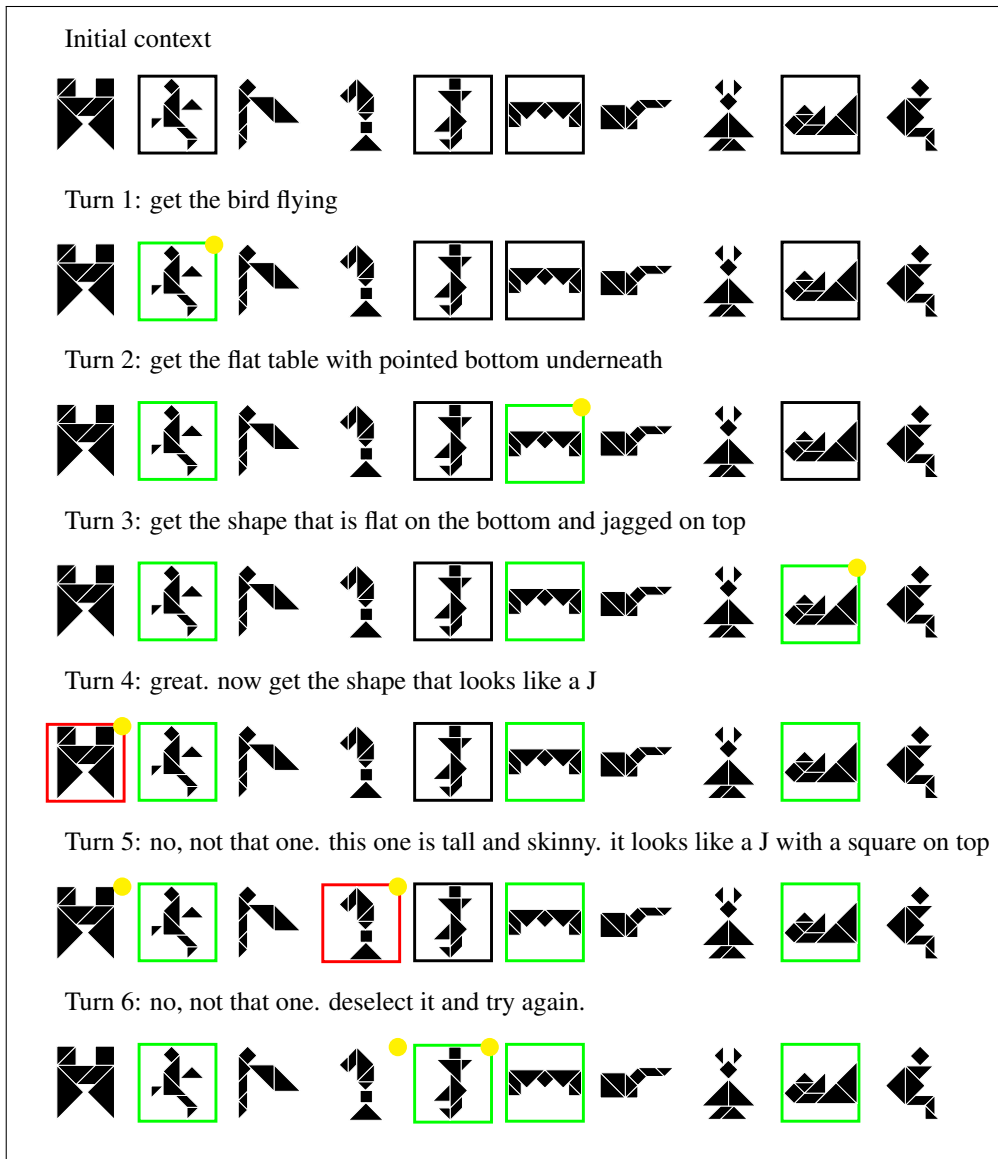 Initial context
Turn 1: get the bird flying
Turn 2: get the flat table with pointed bottom underneath
Turn 3: get the shape that is flat on the bottom and jagged on top
Turn 4: great. now get the shape that looks like a J
Turn 5: no, not that one. this one is tall and skinny. it looks like a J with a square on top
Turn 6: no, not that one. deselect it and try again.